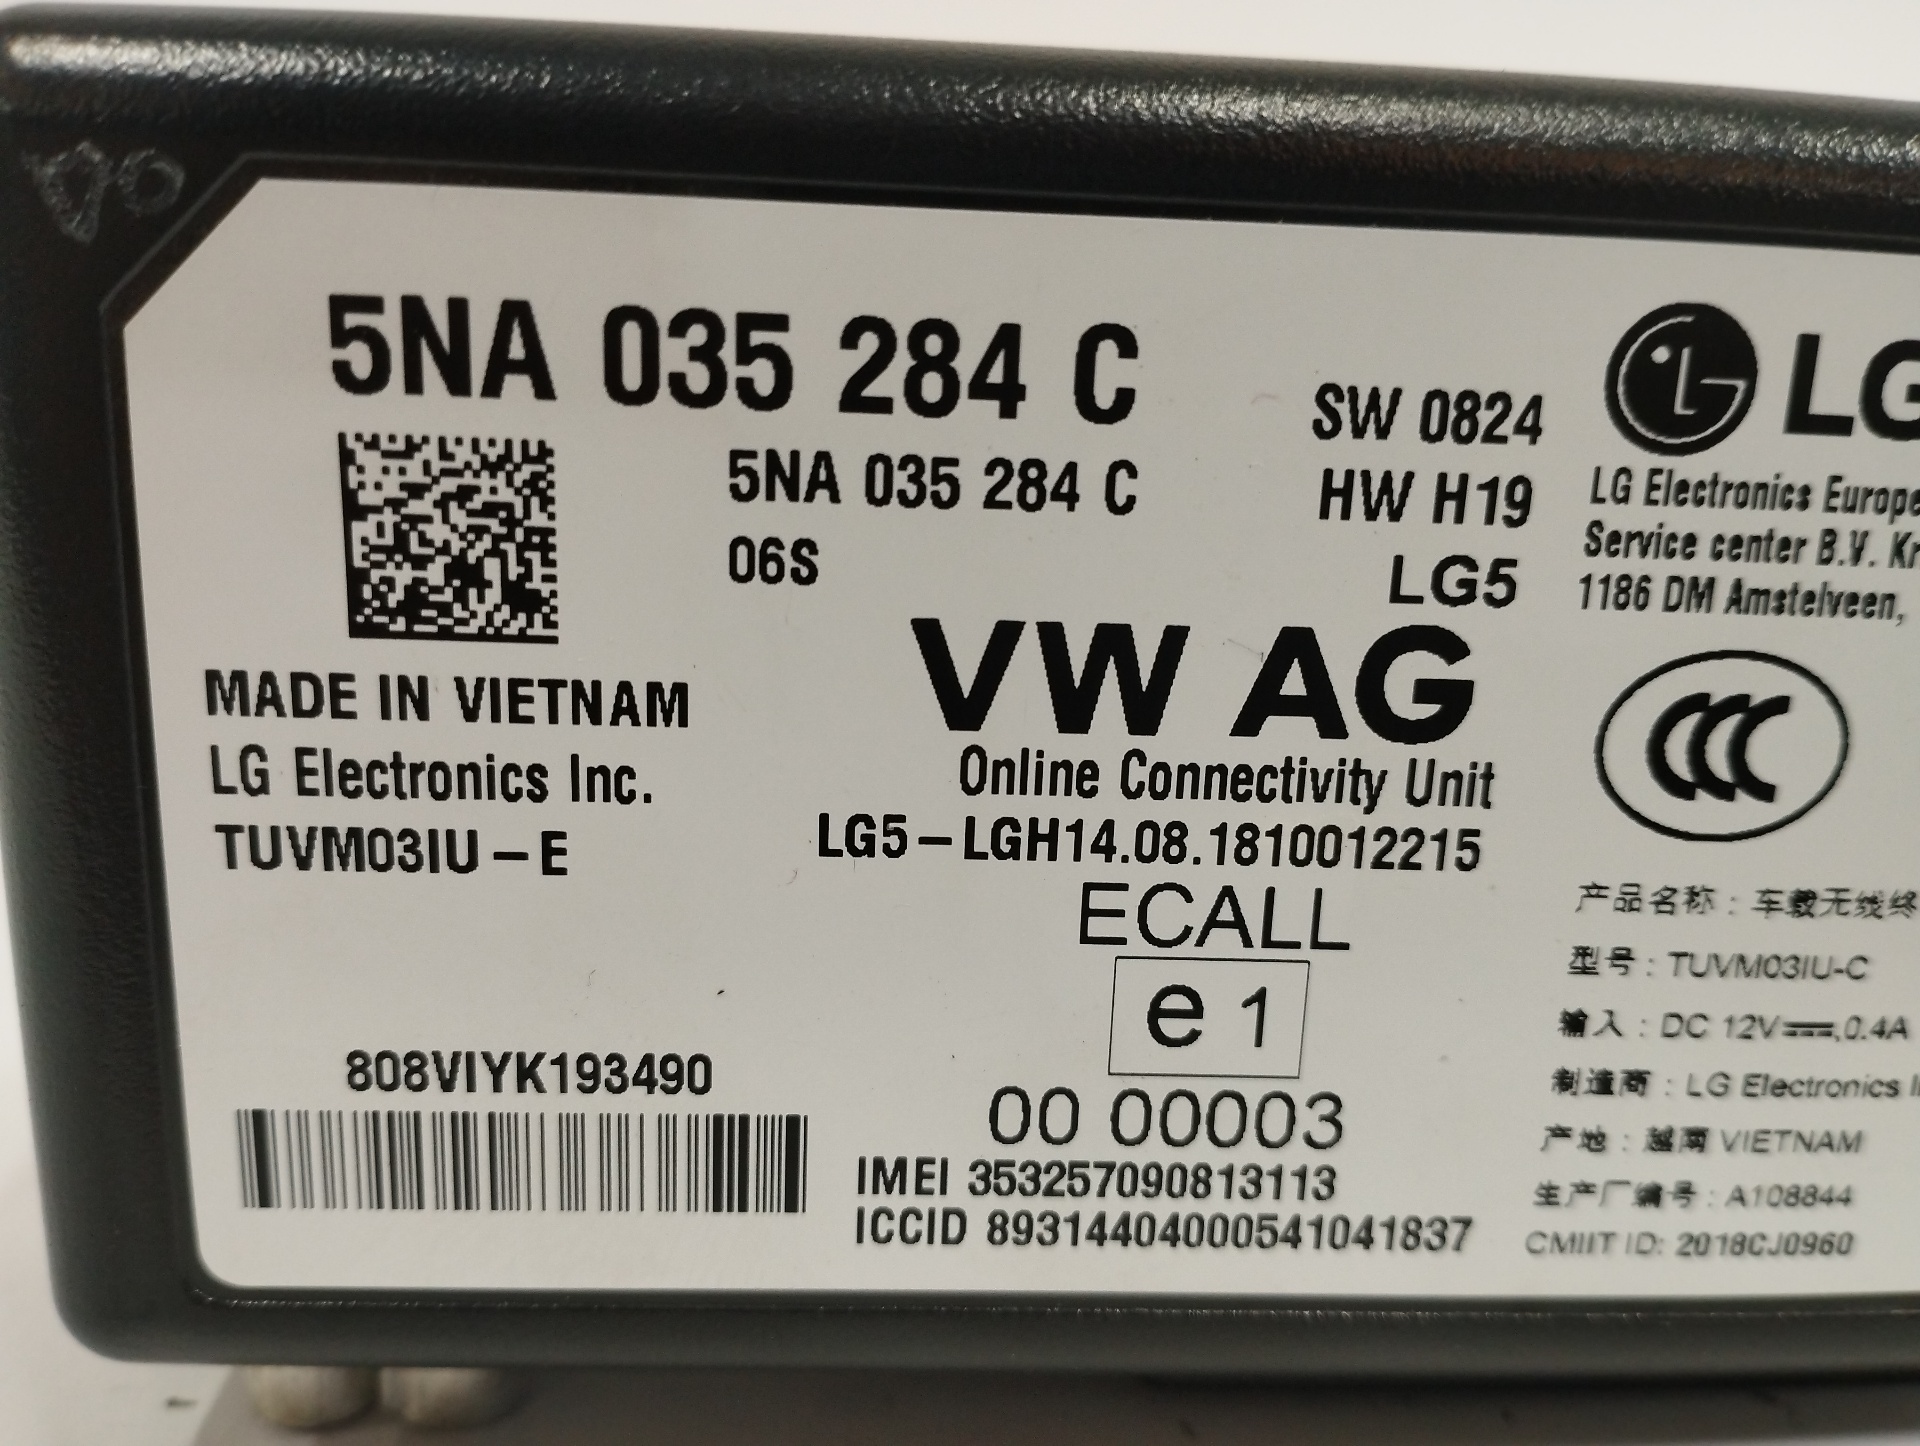 5NA 035 284 C
5NA 035 284 C
06S
SW 0824
HW H19
LG5
VW AG
Online Connectivity Unit
LG5-LGH14.08.1810012215
ECALL
e1
00 00003
IMEI 353257090813113
ICCID 89314404000541041837
MADE IN VIETNAM
LG Electronics Inc.
TUVM03IU-E
808VIYK193490
LG
LG Electronics Europe
Service center B.V.
1186 DM Amstelveen,
CCC
产品名称：车载无线终
型号：TUVM03IU-C
输入：DC 12V⎓,0.4A
制造商：LG Electronics
产地：越南 VIETNAM
生产厂编号：A108844
CMIIT ID: 2018CJ0960